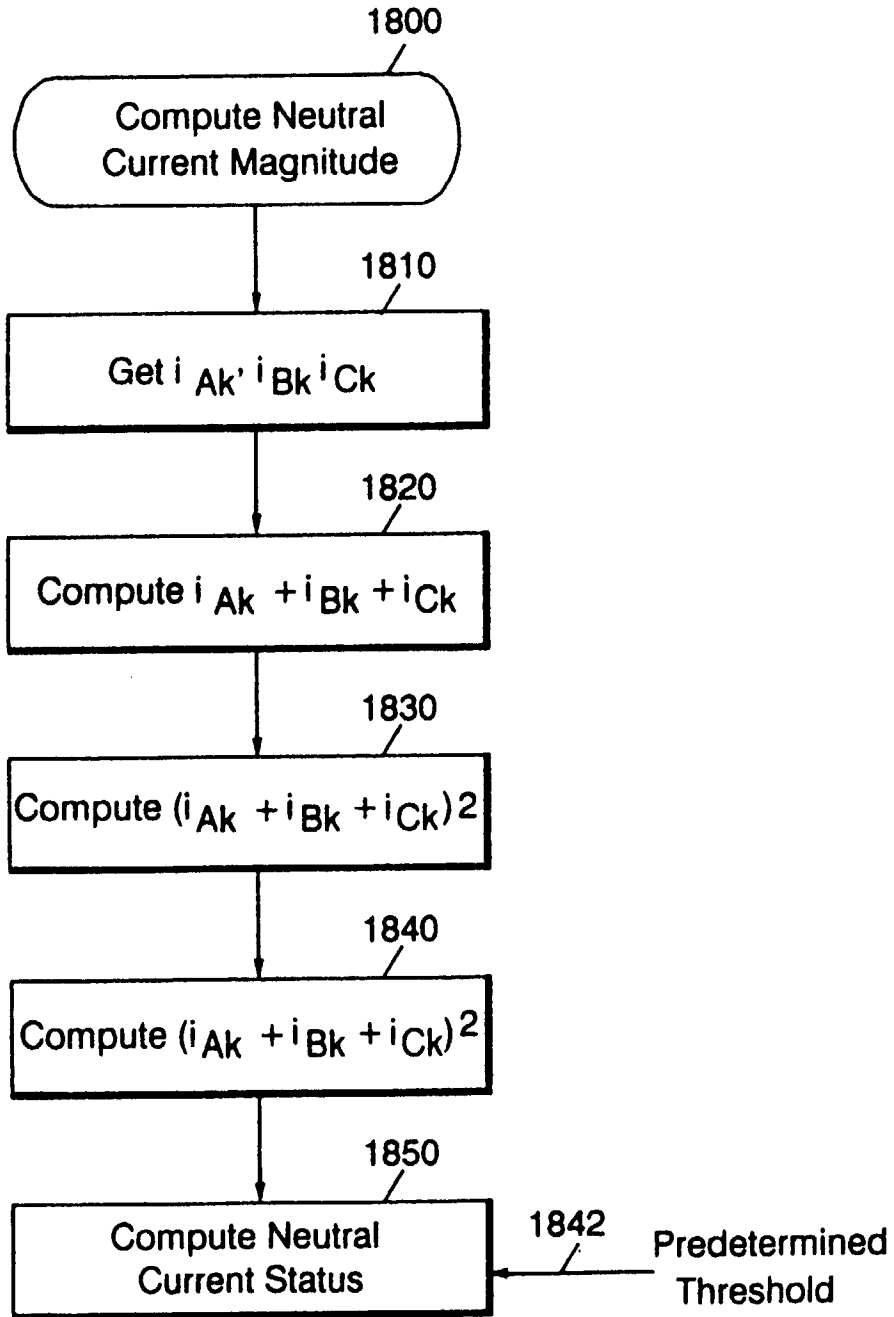 1800
Compute Neutral
Current Magnitude
1810
Get i Ak, i Bk i Ck
1820
Compute i Ak + i Bk + i Ck
1830
Compute (i Ak + i Bk + i Ck) 2
1840
Compute (i Ak + i Bk + i Ck) 2
1850
Compute Neutral
Current Status
1842
Predetermined
Threshold